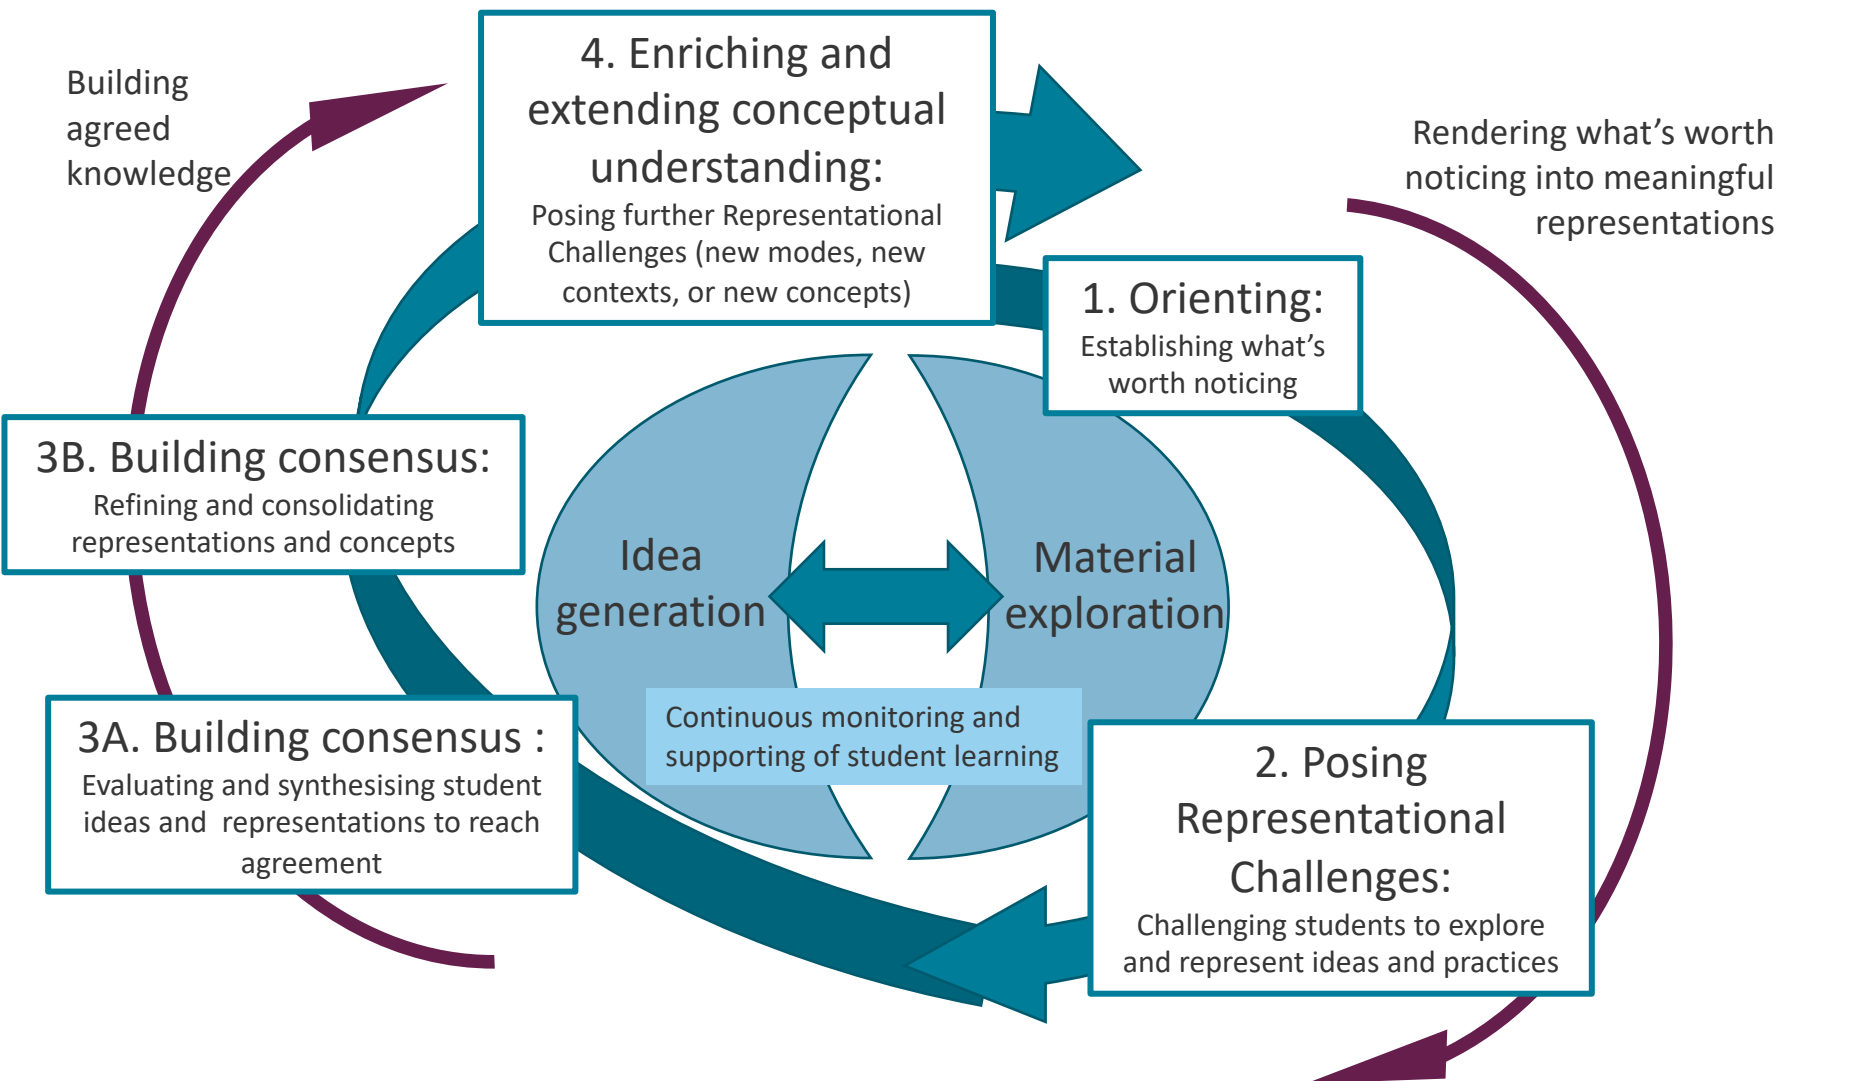 Building
agreed
knowledge
4. Enriching and
extending conceptual
understanding:
Posing further Representational
Challenges (new modes, new
contexts, or new concepts)
Rendering what’s worth
noticing into meaningful
representations
1. Orienting:
Establishing what’s
worth noticing
3B. Building consensus:
Refining and consolidating
representations and concepts
Idea
generation
Material
exploration
Continuous monitoring and
supporting of student learning
3A. Building consensus :
Evaluating and synthesising student
ideas and  representations to reach
agreement
2. Posing
Representational
Challenges:
Challenging students to explore
and represent ideas and practices